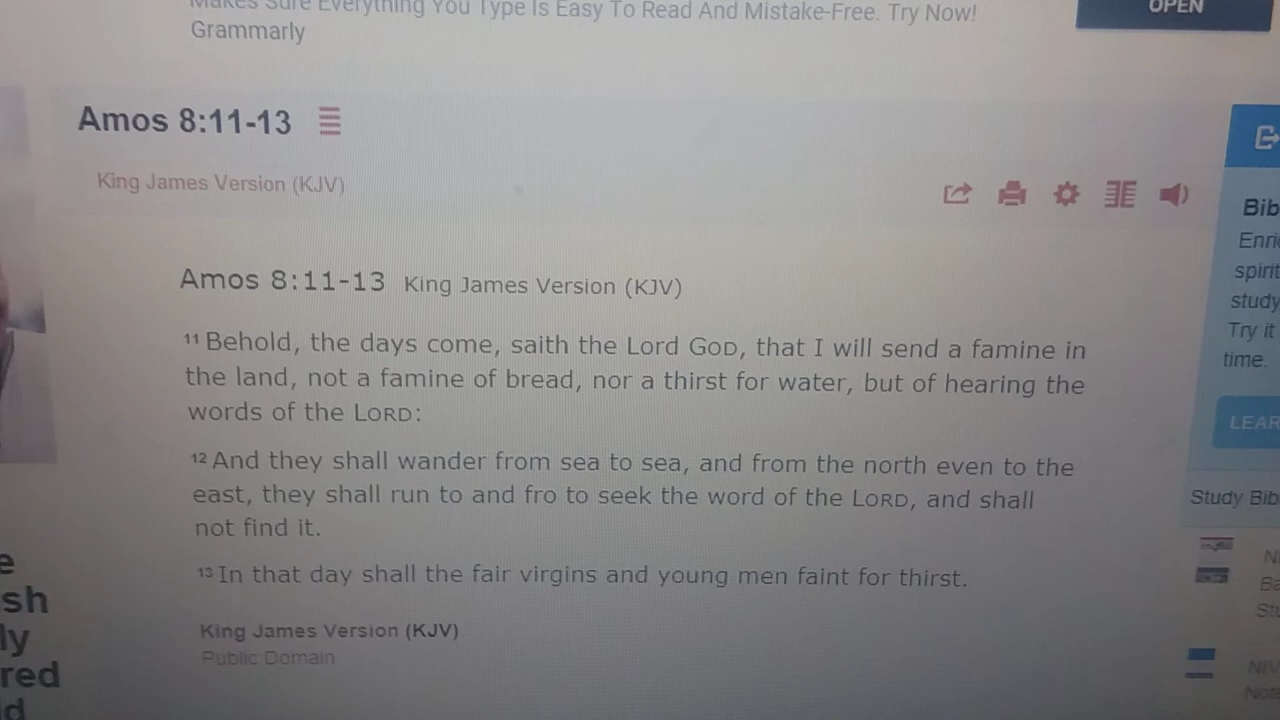 Makes Sure Everything You Type Is Easy To Read And Mistake-Free. Try Now!
Grammarly
OPEN
Amos 8:11-13
King James Version (KJV)
Amos 8:11-13 King James Version (KJV)
11 Behold, the days come, saith the Lord GOD, that I will send a famine in
the land, not a famine of bread, nor a thirst for water, but of hearing the
words of the LORD:
12 And they shall wander from sea to sea, and from the north even to the
east, they shall run to and fro to seek the word of the LORD, and shall
not find it.
13 In that day shall the fair virgins and young men faint for thirst.
King James Version (KJV)
Public Domain
Bib
Enri
spirit
study
Try it
time.
LEAR
Study Bib
N
Ba
Stu
NIV
Note
e
sh
ly
red
d